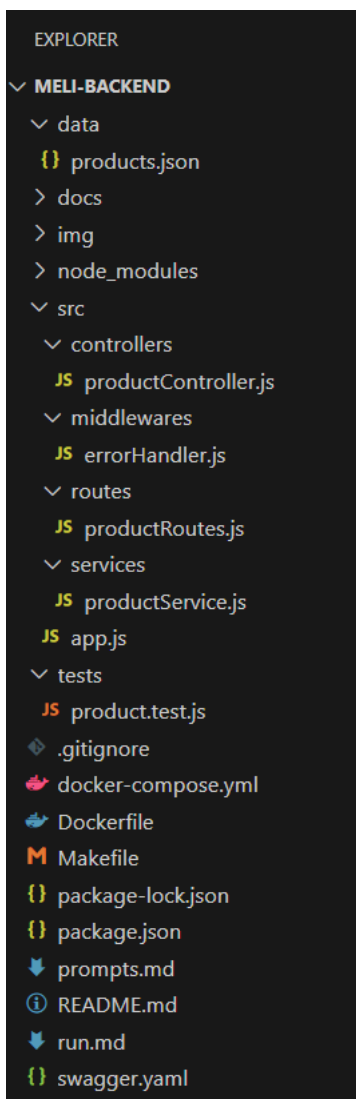 EXPLORER
MELI-BACKEND
data
{} products.json
docs
img
node_modules
src
controllers
JS productController.js
middlewares
JS errorHandler.js
routes
JS productRoutes.js
services
JS productService.js
JS app.js
tests
JS product.test.js
.gitignore
docker-compose.yml
Dockerfile
M Makefile
{} package-lock.json
{} package.json
prompts.md
README.md
run.md
{} swagger.yaml